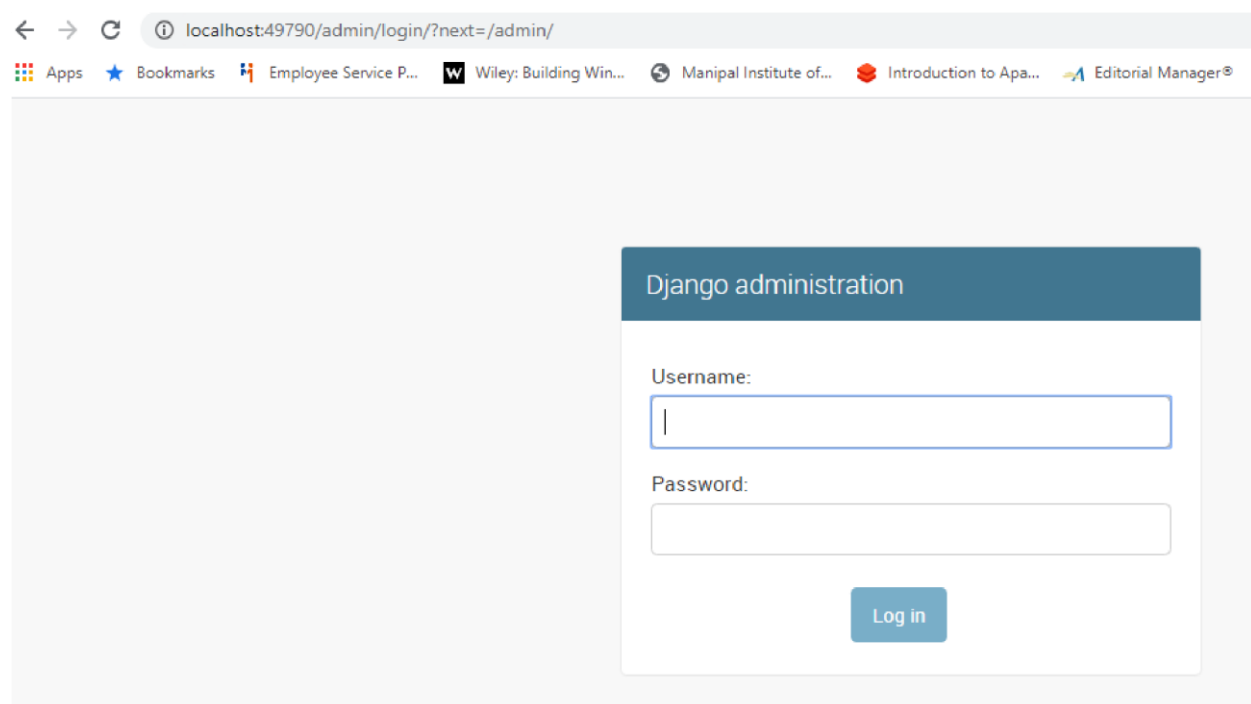 localhost:49790/admin/login/?next=/admin/
Apps Bookmarks Employee Service P... W Wiley: Building Win... Manipal Institute of... Introduction to Apa... Editorial Manager®
Django administration
Username:
Password:
Log in